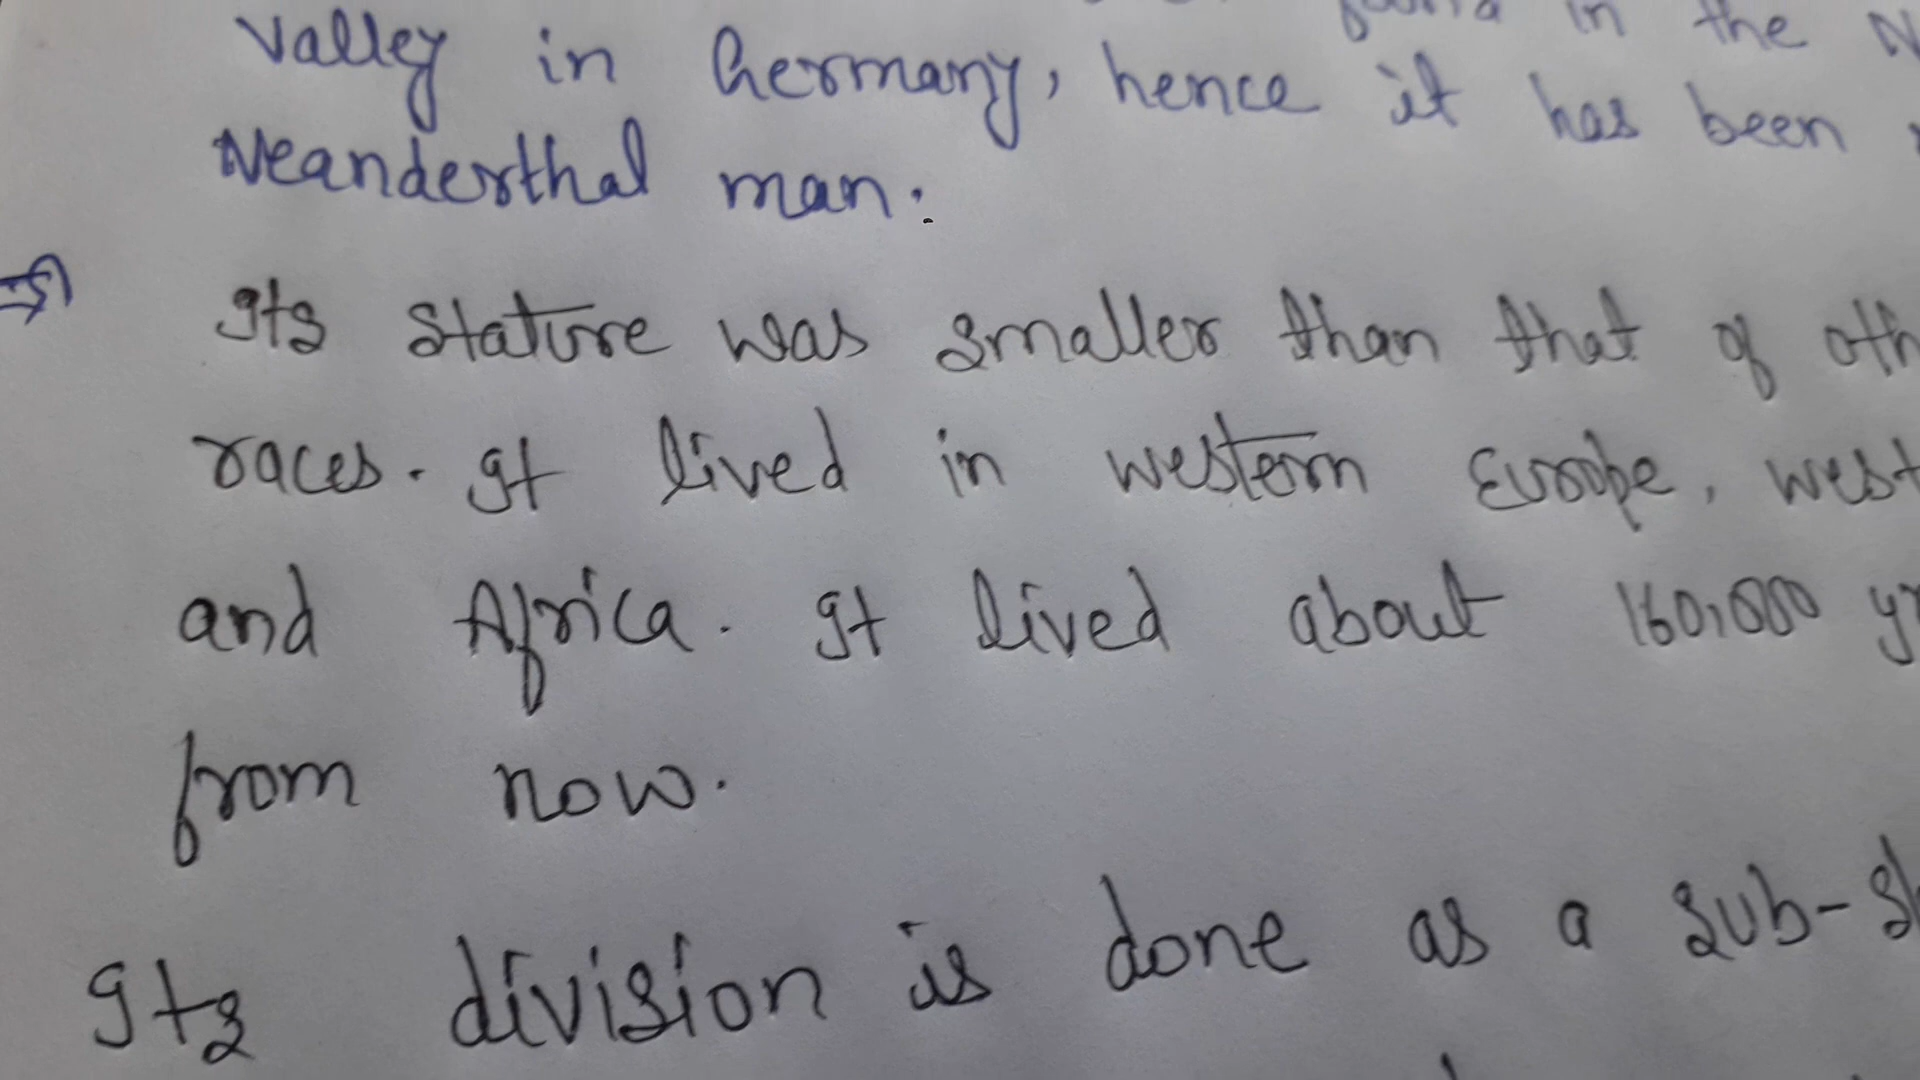 found in the
Valley in Germany, hence it has been
Neanderthal man.
⇒ Its stature was smaller than that of oth
races. It lived in western Europe, west
and Africa. It lived about 160,000 yr
from now.
Its division is done as a sub-s